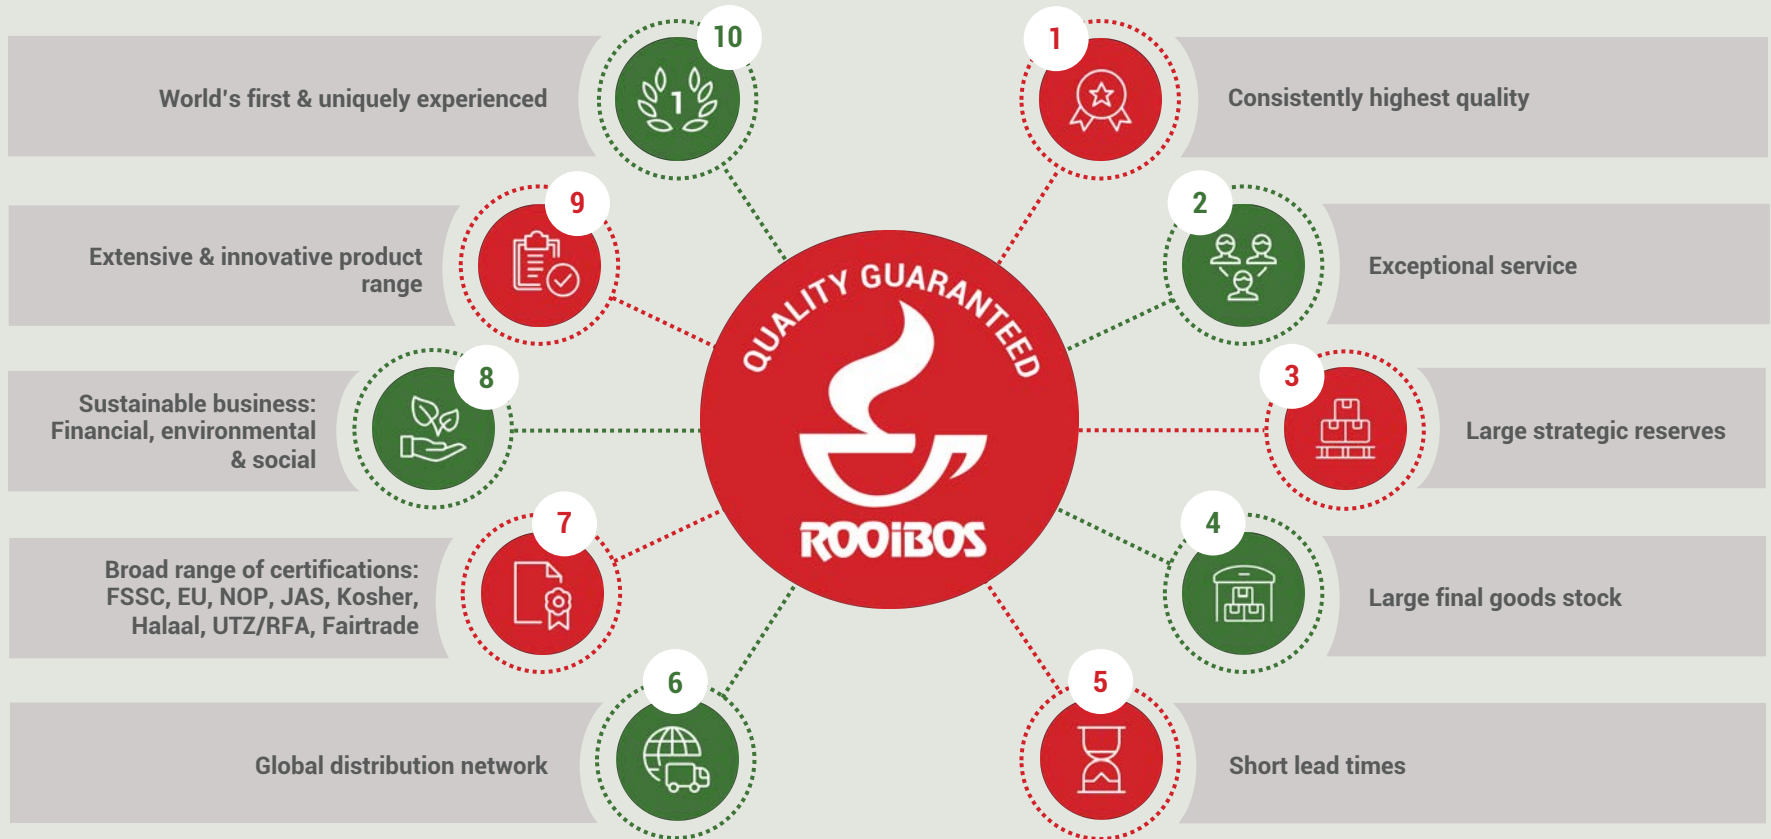 QUALITY GUARANTEED
ROOiBOS
1
Consistently highest quality
2
Exceptional service
3
Large strategic reserves
4
Large final goods stock
5
Short lead times
6
Global distribution network
7
Broad range of certifications:
FSSC, EU, NOP, JAS, Kosher,
Halaal, UTZ/RFA, Fairtrade
8
Sustainable business:
Financial, environmental
& social
9
Extensive & innovative product
range
10
1
World's first & uniquely experienced